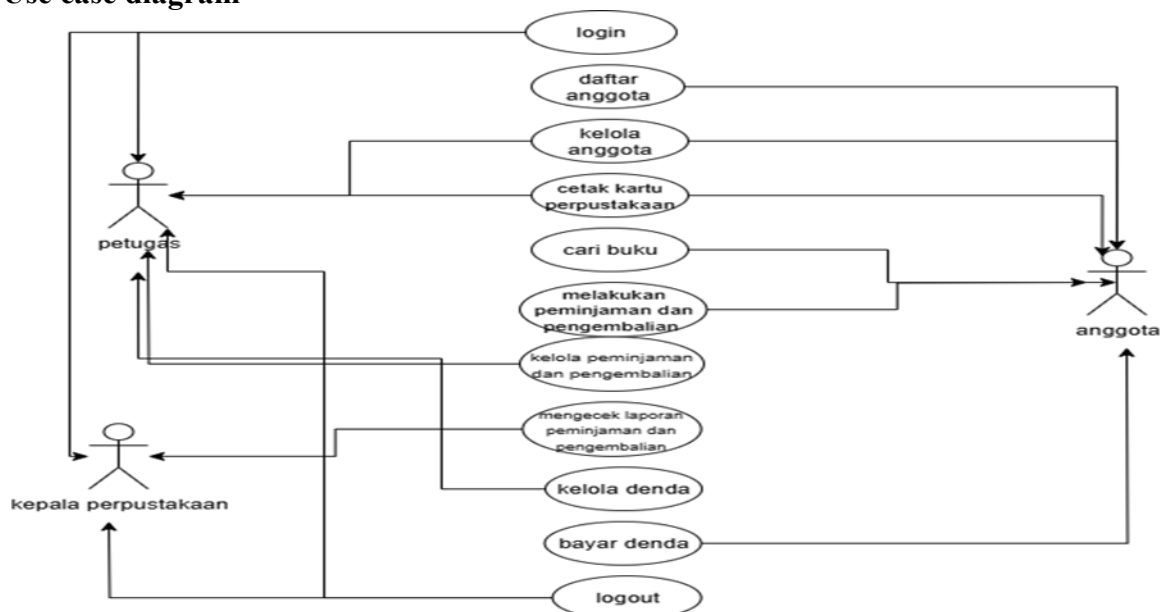 Use case diagram
login
daftar
anggota
kelola
anggota
cetak kartu
perpustakaan
petugas
cari buku
melakukan
peminjaman dan
pengembalian
anggota
kelola peminjaman
dan pengembalian
mengecek laporan
peminjaman dan
pengembalian
kepala perpustakaan
kelola denda
bayar denda
logout